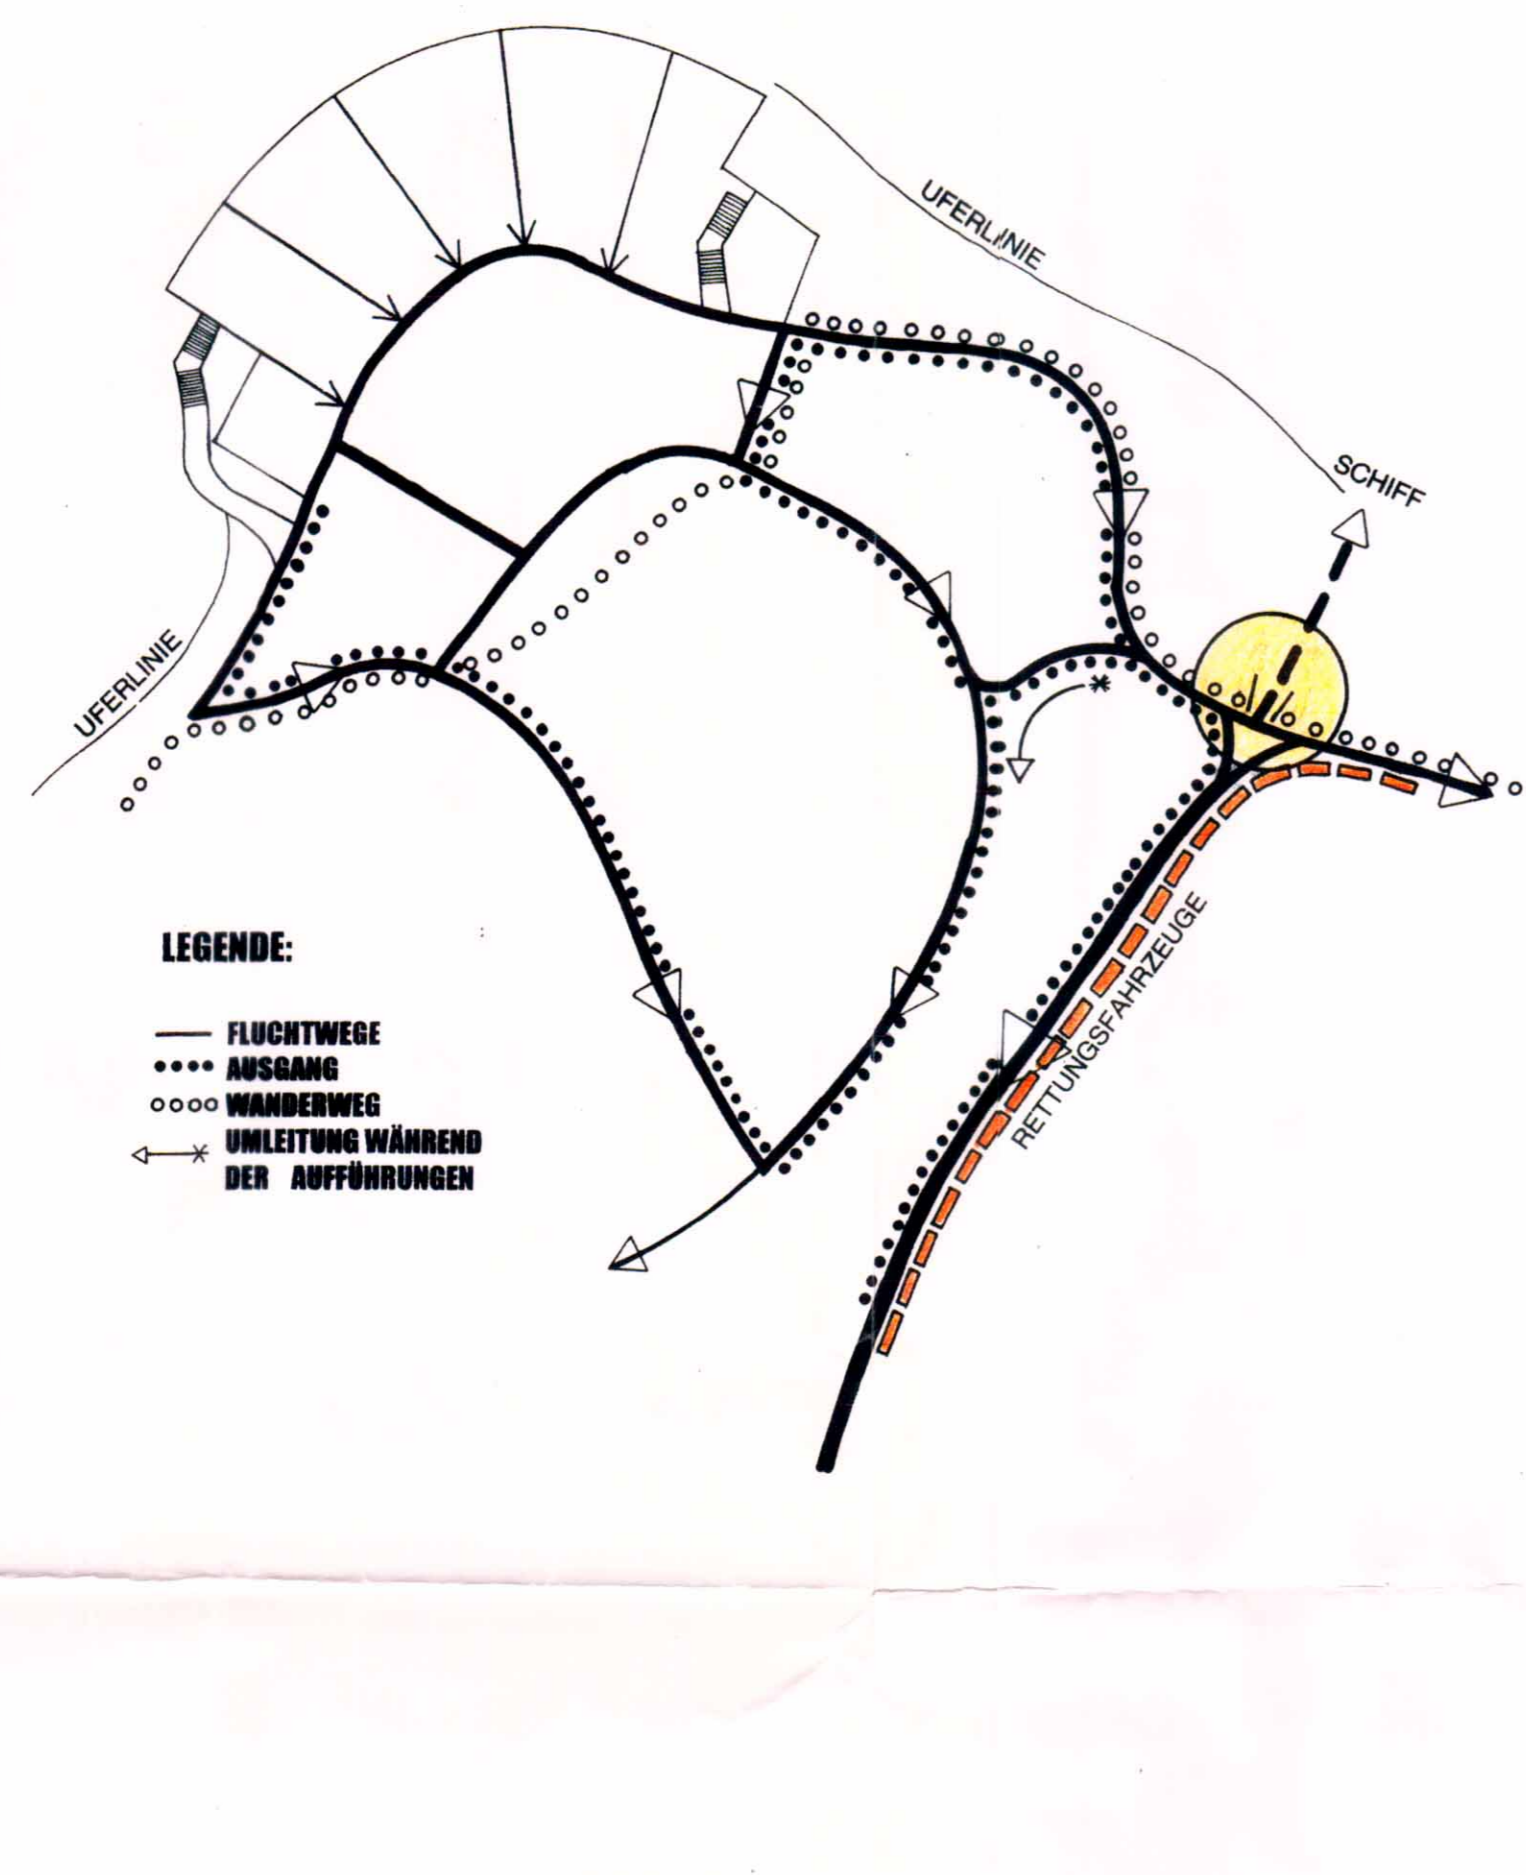 UFERLINIE
SCHIFF
UFERLINIE
RETTUNGSFAHRZEUGE
LEGENDE:
FLUCHTWEGE
AUSGANG
WANDERWEG
UMLEITUNG WÄHREND
DER AUFFÜHRUNGEN